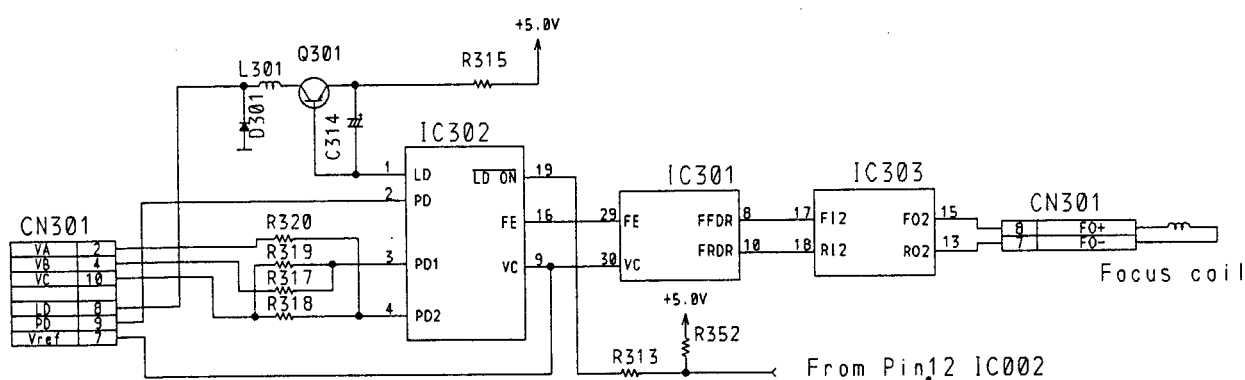 +5.0V
Q301
L301
R315
D301
C314
IC302
1 LD
LD ON 19
2 PD
IC301
IC303
CN301
CN301
R320
FE 16
29 FE
FFDR 8
17 FI2
FO2 15
8 FO+
VA 2
R319
VB 4
3 PD1
VC 9
30 VC
FRDR 10
18 RI2
RO2 13
7 FO-
VC 10
R317
Focus coil
R318
+5.0V
LD 8
4 PD2
PD 9
R352
Vref 7
R313
From Pin12 IC002